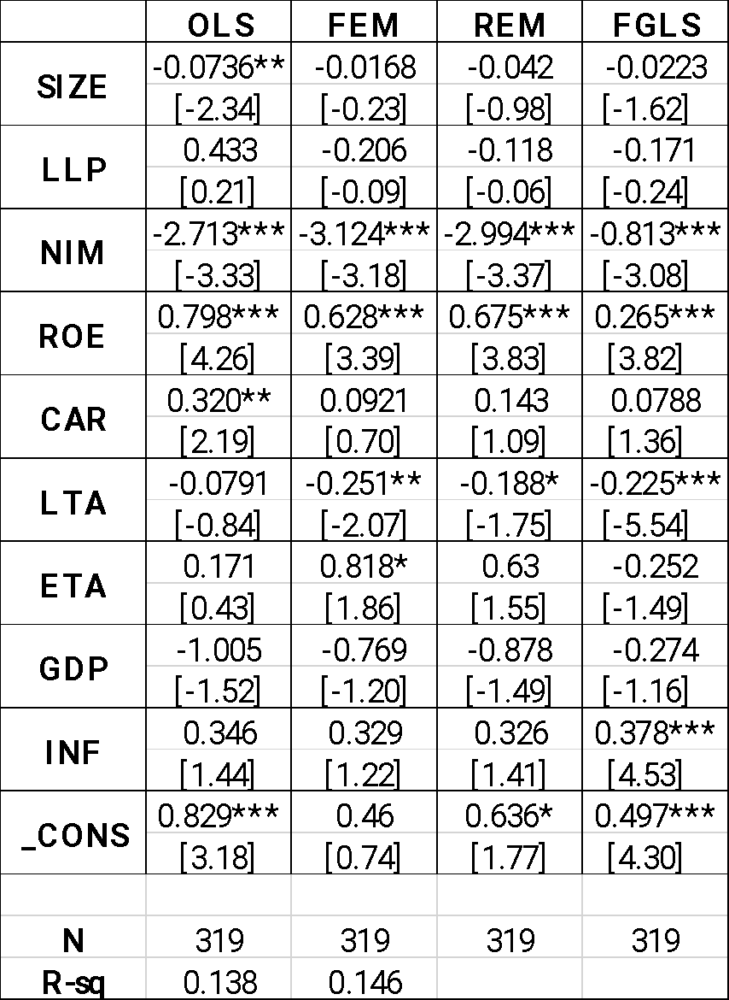 OLS FEM REM FGLS
SIZE -0.0736** -0.0168 -0.042 -0.0223
[-2.34] [-0.23] [-0.98] [-1.62]
LLP 0.433 -0.206 -0.118 -0.171
[0.21] [-0.09] [-0.06] [-0.24]
NIM -2.713*** -3.124*** -2.994*** -0.813***
[-3.33] [-3.18] [-3.37] [-3.08]
ROE 0.798*** 0.628*** 0.675*** 0.265***
[4.26] [3.39] [3.83] [3.82]
CAR 0.320** 0.0921 0.143 0.0788
[2.19] [0.70] [1.09] [1.36]
LTA -0.0791 -0.251** -0.188* -0.225***
[-0.84] [-2.07] [-1.75] [-5.54]
ETA 0.171 0.818* 0.63 -0.252
[0.43] [1.86] [1.55] [-1.49]
GDP -1.005 -0.769 -0.878 -0.274
[-1.52] [-1.20] [-1.49] [-1.16]
INF 0.346 0.329 0.326 0.378***
[1.44] [1.22] [1.41] [4.53]
_CONS 0.829*** 0.46 0.636* 0.497***
[3.18] [0.74] [1.77] [4.30]
N 319 319 319 319
R-sq 0.138 0.146